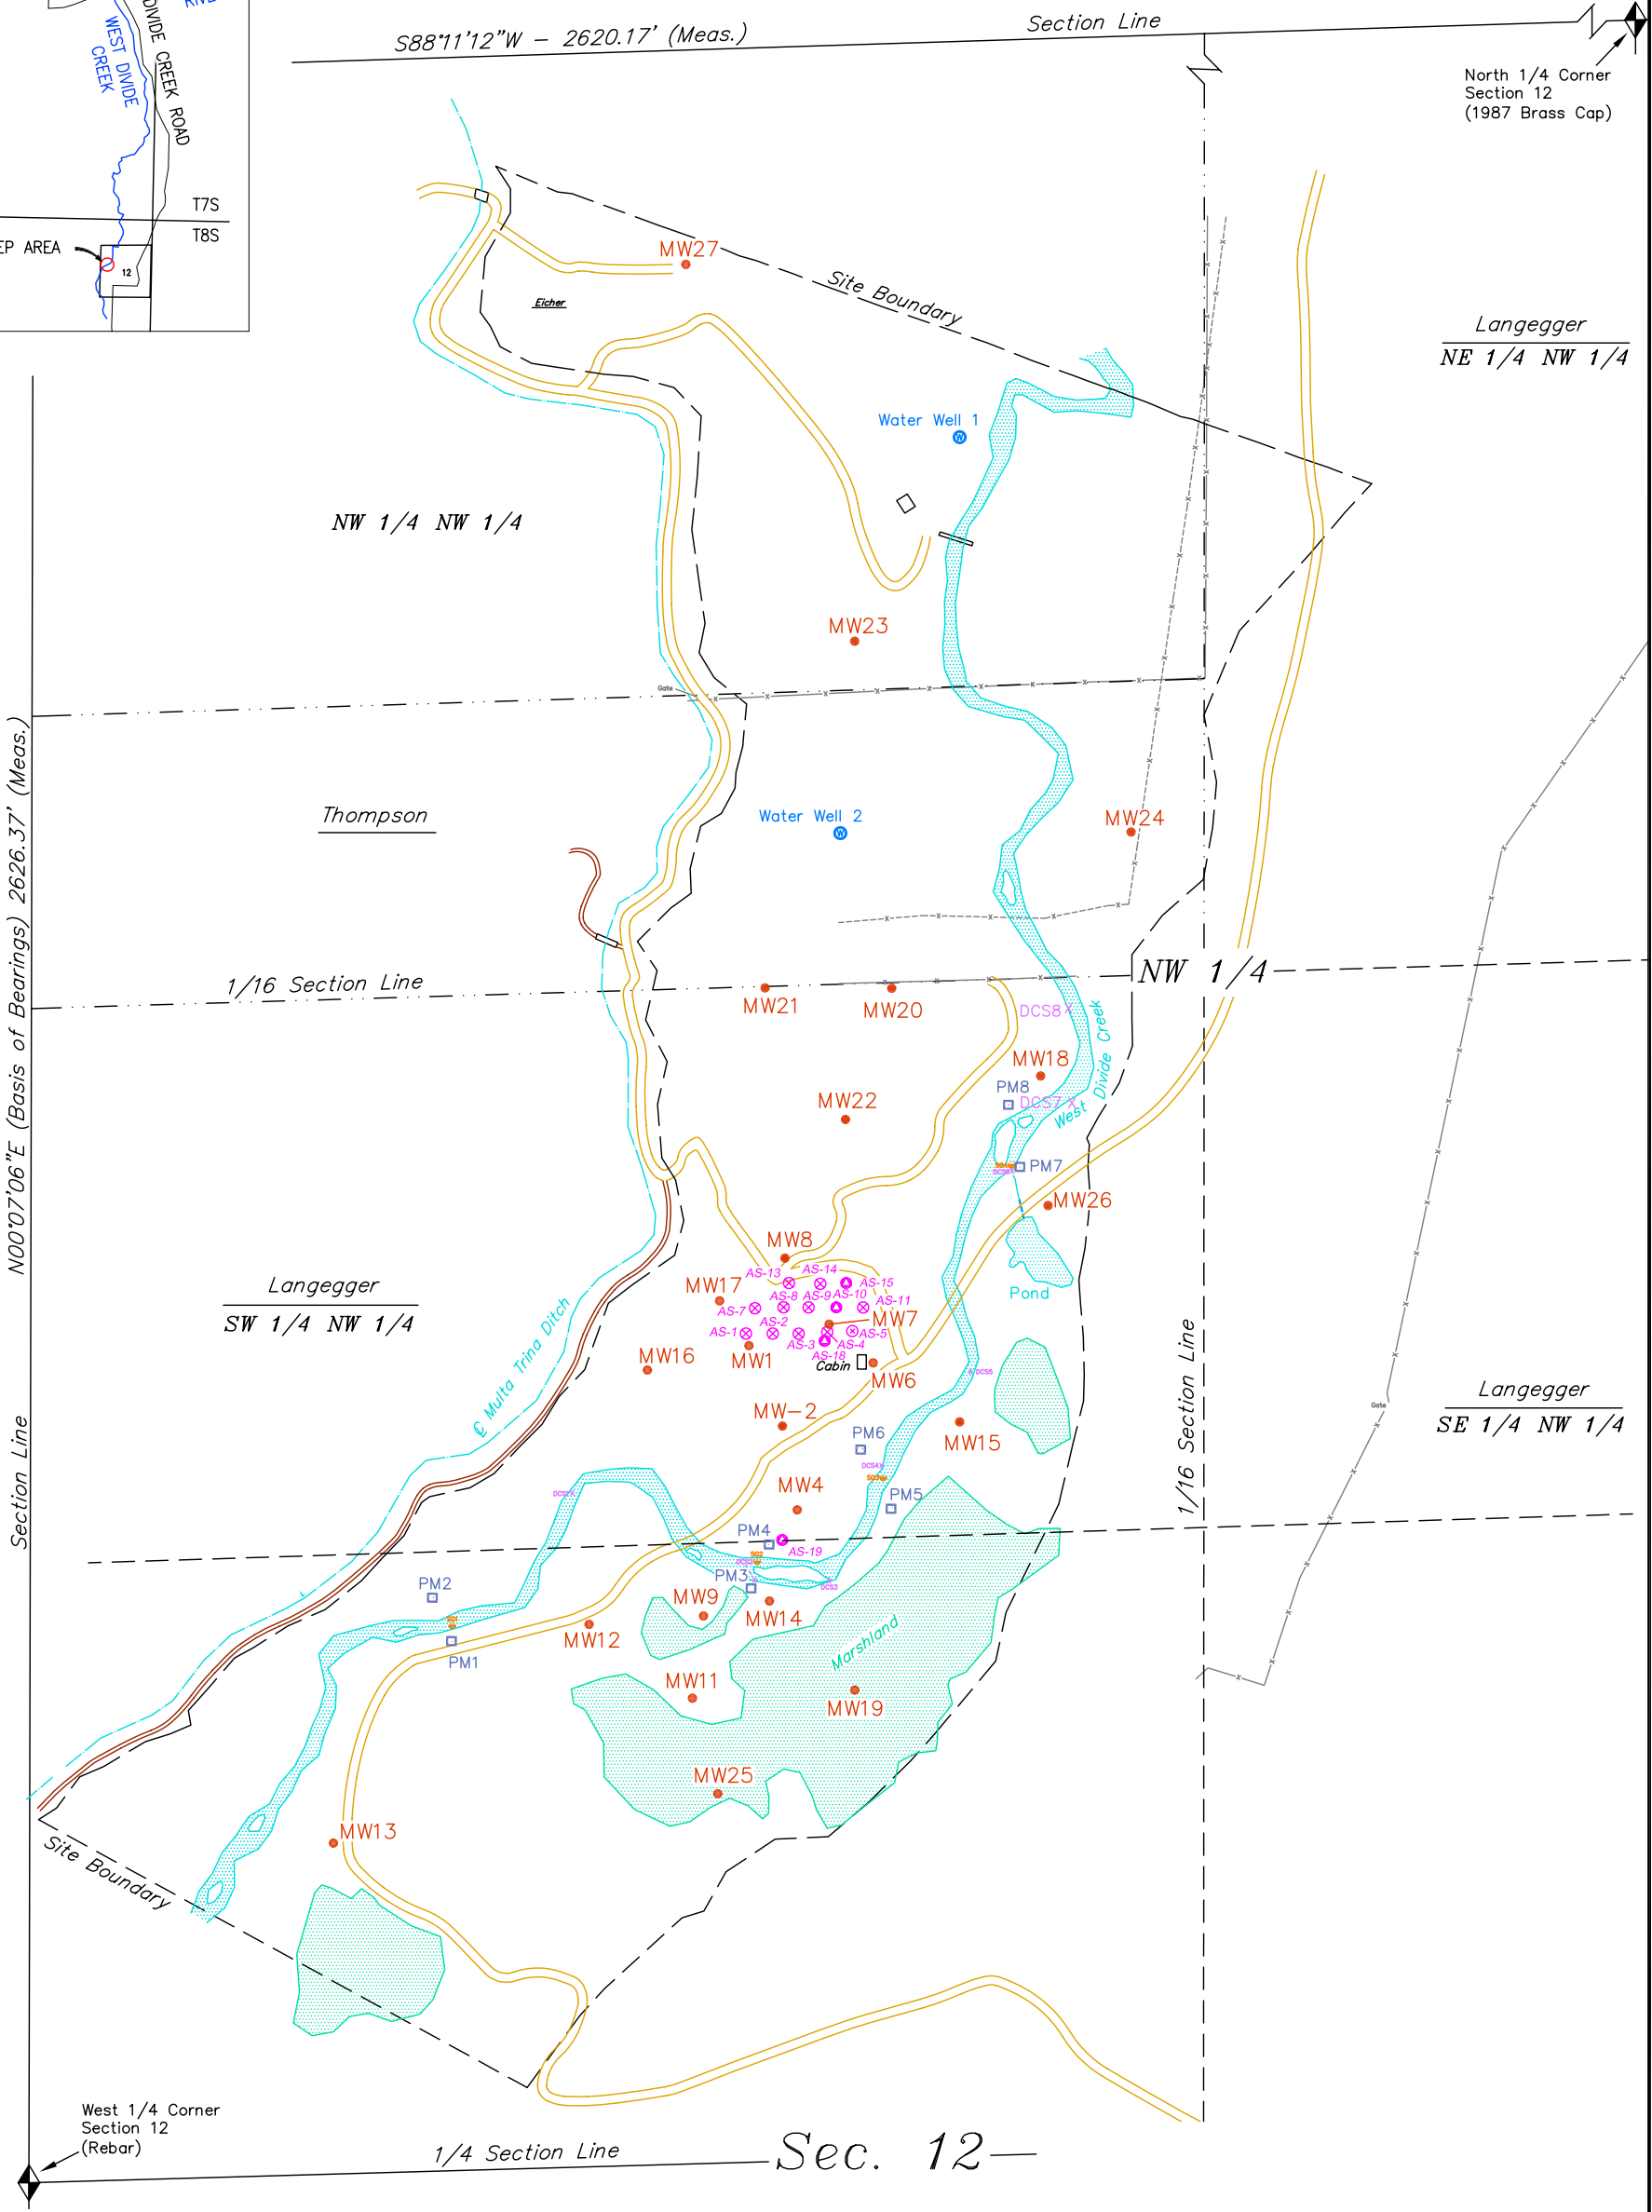 DIVIDE CREEK ROAD
WEST DIVIDE
CREEK
T7S
T8S
EP AREA
12
S88°11'12"W - 2620.17' (Meas.)
Section Line
North 1/4 Corner
Section 12
(1987 Brass Cap)
MW27
Eicher
Site Boundary
Langegger
NE 1/4 NW 1/4
Water Well 1
NW 1/4 NW 1/4
MW23
Gate
N00°07'06"E (Basis of Bearings) 2626.37' (Meas.)
Section Line
Thompson
Water Well 2
MW24
1/16 Section Line
NW 1/4
MW21
MW20
DCS8 X
West Divide Creek
MW18
PM8
DCS7 X
MW22
PM7
MW26
MW8
AS-13
AS-14
AS-15
Pond
MW17
AS-8
AS-9
AS-10
AS-7
AS-11
Langegger
SW 1/4 NW 1/4
AS-1
AS-2
MW7
AS-3
AS-4
AS-5
AS-18
MW1
Cabin
MW16
MW6
DCS5
℄ Multa Trina Ditch
1/16 Section Line
Langegger
SE 1/4 NW 1/4
Gate
MW-2
MW15
PM6
DCS4
SG3
MW4
PM5
PM4
AS-19
SG2
DCS2
PM3
DCS3
PM2
MW9
MW14
SG1
MW12
PM1
Marshland
MW11
MW19
MW25
MW13
Site Boundary
West 1/4 Corner
Section 12
(Rebar)
1/4 Section Line
Sec. 12